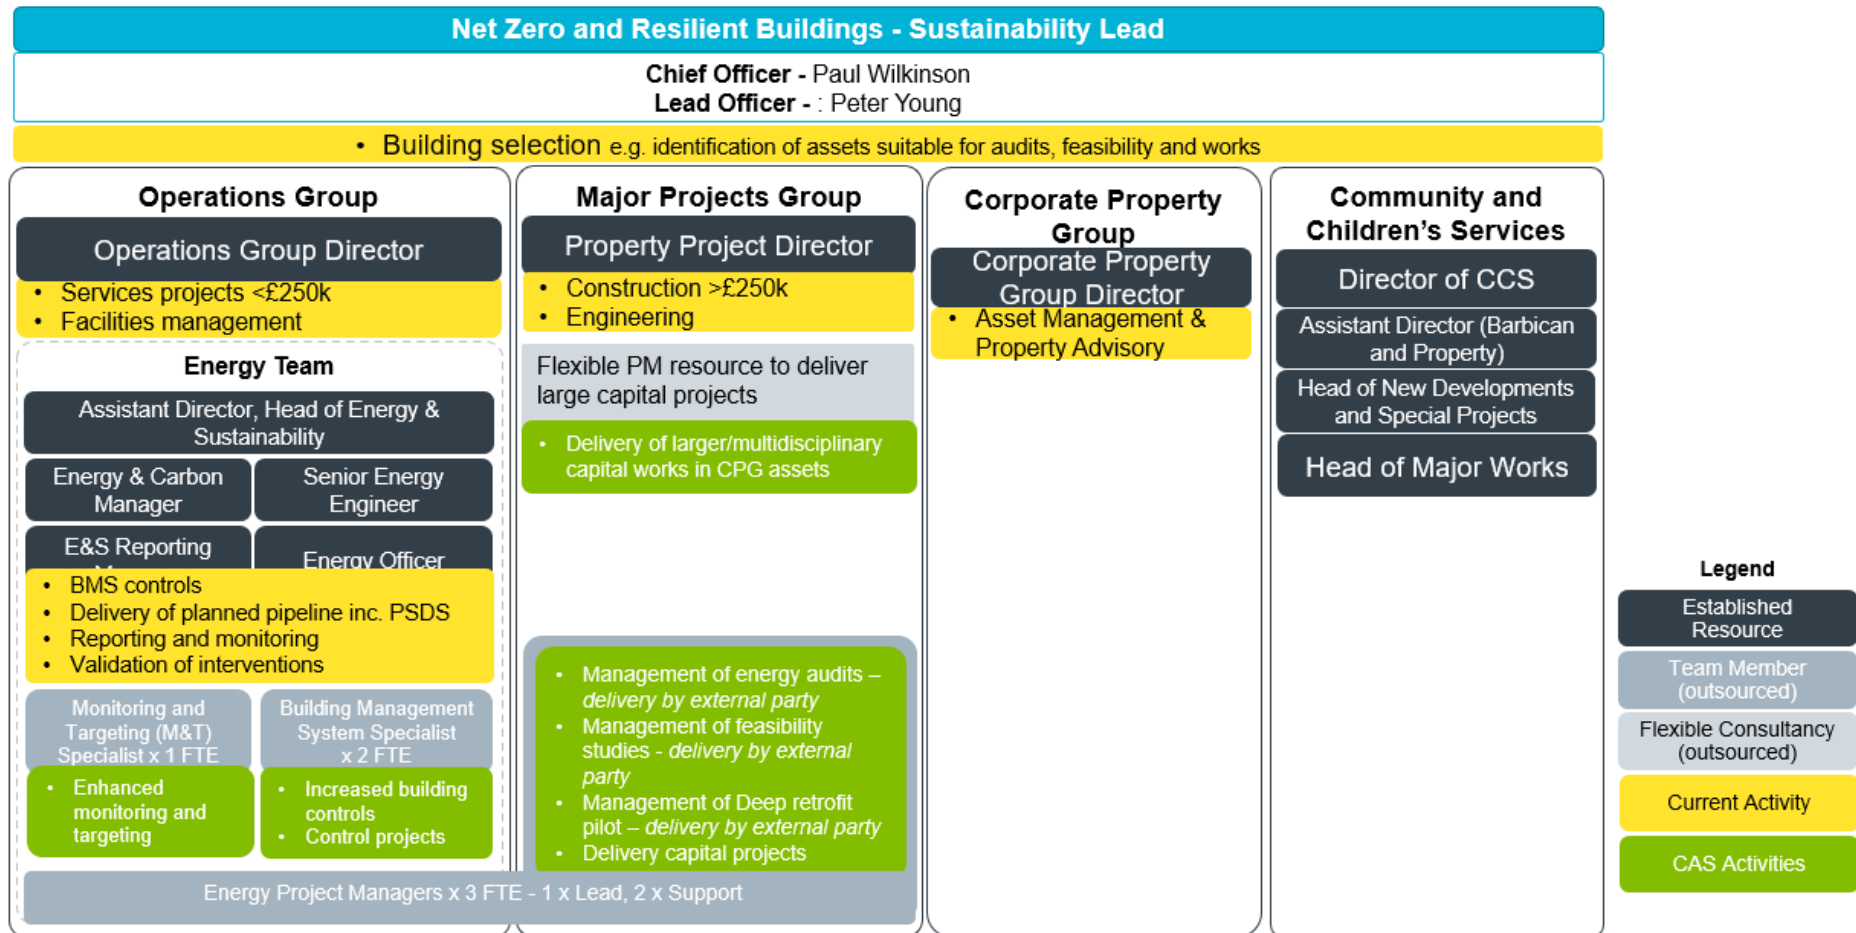 Net Zero and Resilient Buildings - Sustainability Lead
Chief Officer - Paul Wilkinson
Lead Officer - : Peter Young
• Building selection e.g. identification of assets suitable for audits, feasibility and works
Operations Group
Operations Group Director
• Services projects <£250k
• Facilities management
Energy Team
Assistant Director, Head of Energy &
Sustainability
Energy & Carbon
Manager
Senior Energy
Engineer
E&S Reporting
Energy Officer
• BMS controls
• Delivery of planned pipeline inc. PSDS
• Reporting and monitoring
• Validation of interventions
Monitoring and
Targeting (M&T)
Specialist x 1 FTE
Building Management
System Specialist
x 2 FTE
• Enhanced
monitoring and
targeting
• Increased building
controls
• Control projects
Major Projects Group
Property Project Director
• Construction >£250k
• Engineering
Flexible PM resource to deliver
large capital projects
• Delivery of larger/multidisciplinary
capital works in CPG assets
• Management of energy audits –
delivery by external party
• Management of feasibility
studies - delivery by external
party
• Management of Deep retrofit
pilot – delivery by external party
• Delivery capital projects
Energy Project Managers x 3 FTE - 1 x Lead, 2 x Support
Corporate Property
Group
Corporate Property
Group Director
• Asset Management &
Property Advisory
Community and
Children's Services
Director of CCS
Assistant Director (Barbican
and Property)
Head of New Developments
and Special Projects
Head of Major Works
Legend
Established
Resource
Team Member
(outsourced)
Flexible Consultancy
(outsourced)
Current Activity
CAS Activities